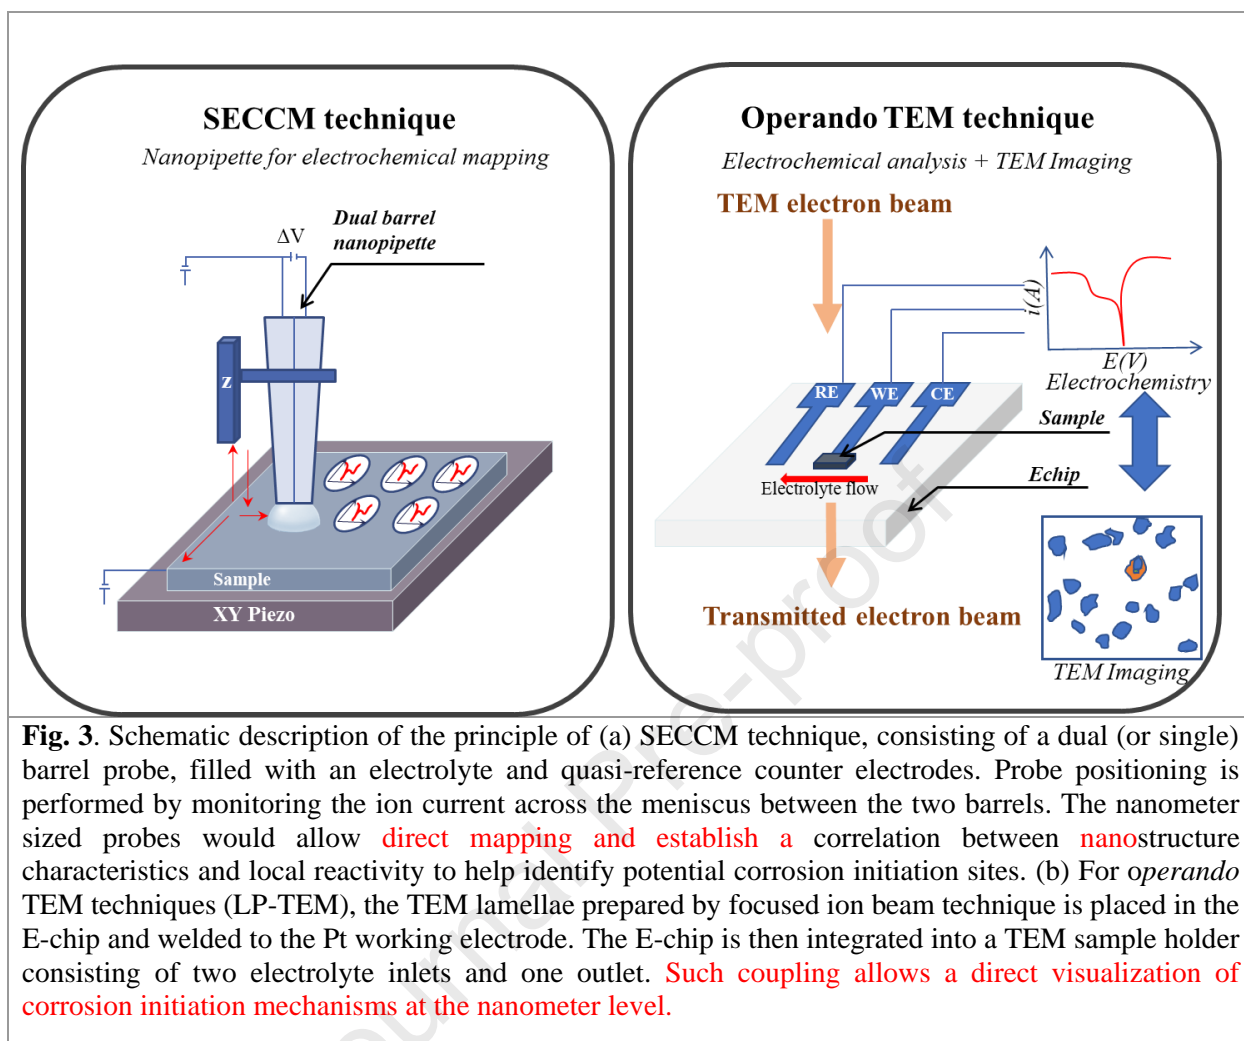 SECCM technique
Nanopipette for electrochemical mapping
Dual barrel
nanopipette
ΔV
z
Sample
XY Piezo
Operando TEM technique
Electrochemical analysis + TEM Imaging
TEM electron beam
i(A)
E(V)
Electrochemistry
RE
WE
CE
Sample
Echip
Electrolyte flow
Transmitted electron beam
TEM Imaging
Fig. 3. Schematic description of the principle of (a) SECCM technique, consisting of a dual (or single)
barrel probe, filled with an electrolyte and quasi-reference counter electrodes. Probe positioning is
performed by monitoring the ion current across the meniscus between the two barrels. The nanometer
sized probes would allow direct mapping and establish a correlation between nanostructure
characteristics and local reactivity to help identify potential corrosion initiation sites. (b) For operando
TEM techniques (LP-TEM), the TEM lamellae prepared by focused ion beam technique is placed in the
E-chip and welded to the Pt working electrode. The E-chip is then integrated into a TEM sample holder
consisting of two electrolyte inlets and one outlet. Such coupling allows a direct visualization of
corrosion initiation mechanisms at the nanometer level.
urnal Pre-proof